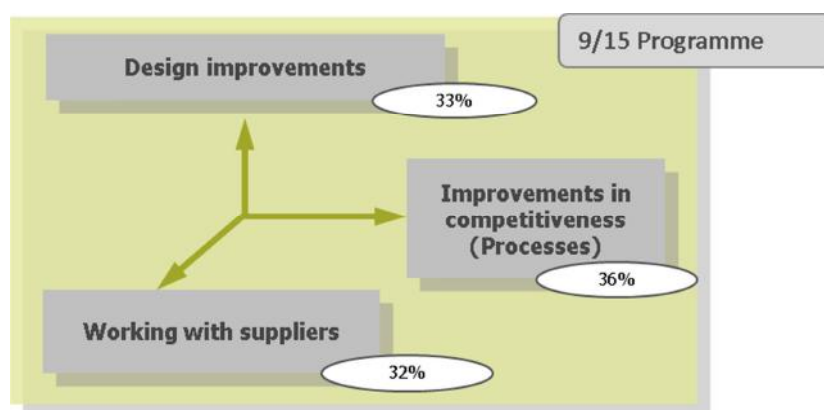 9/15 Programme
Design improvements
33%
Improvements in
competitiveness
(Processes)
36%
Working with suppliers
32%